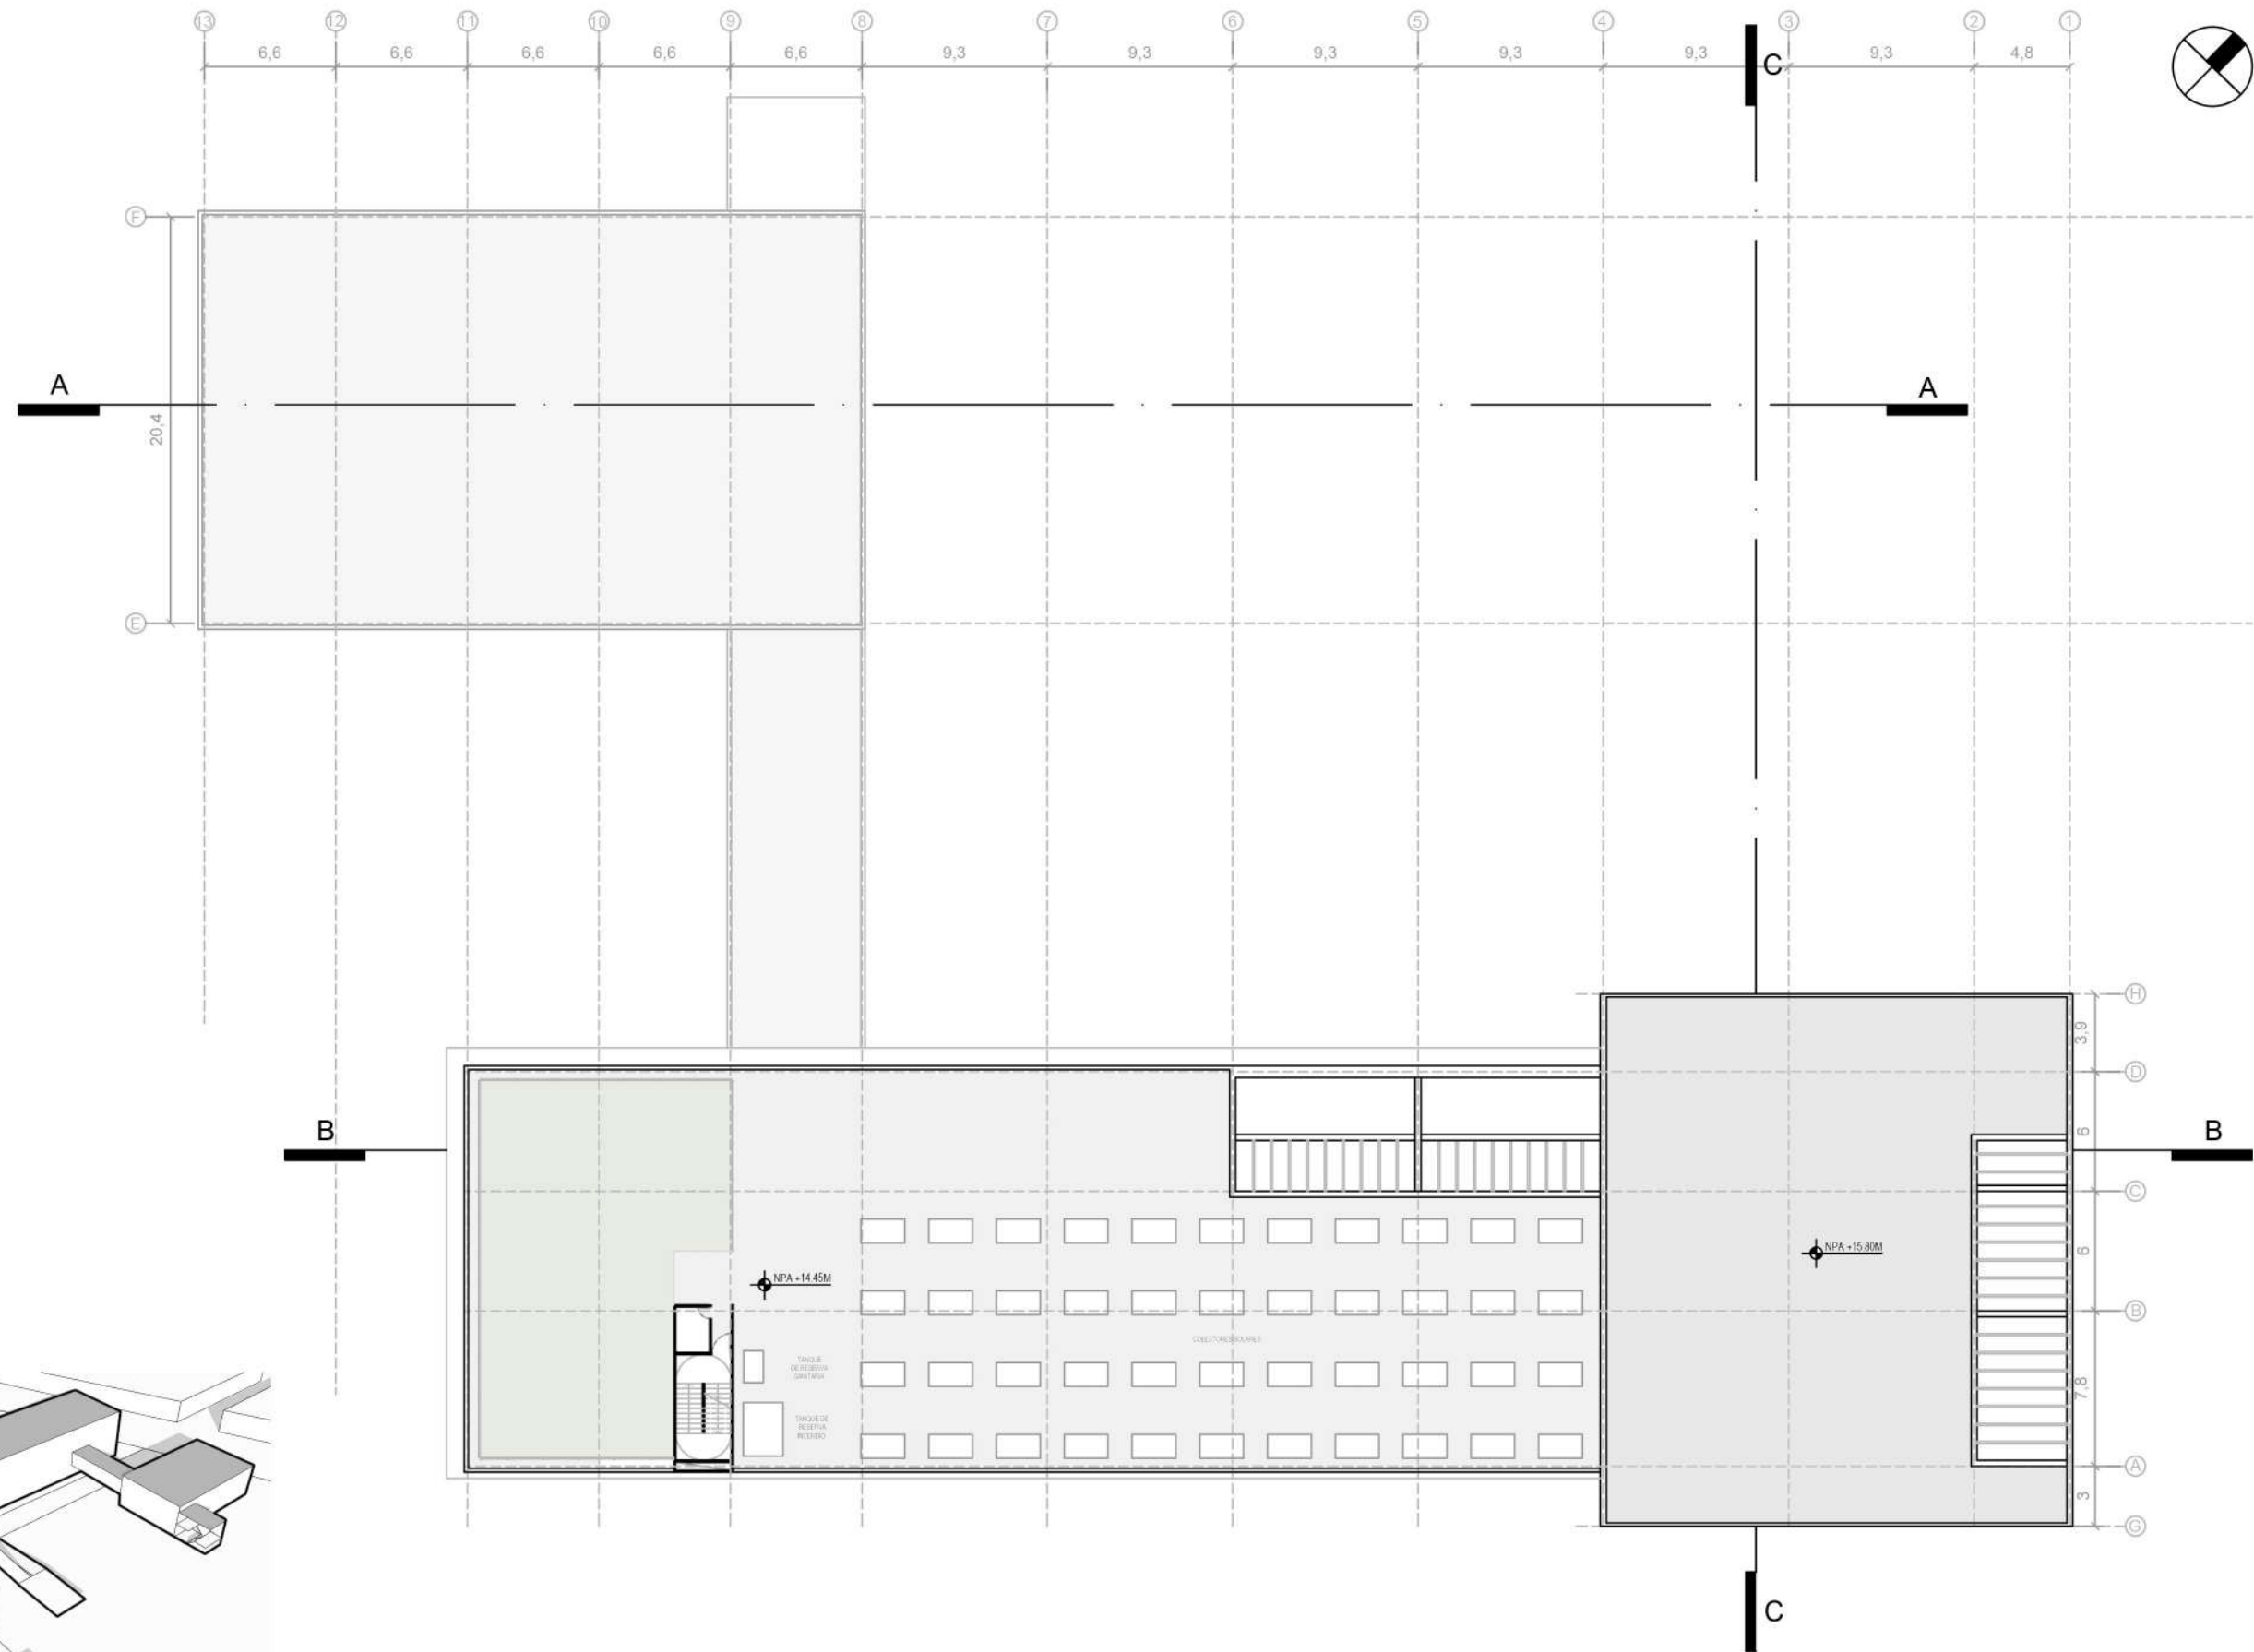 13 12 11 10 9 8 7 6 5 4 3 2 1
6,6 6,6 6,6 6,6 6,6 9,3 9,3 9,3 9,3 9,3 9,3 4,8
C
F
A A
20,4
E
H
3,9
D
B B
6
C
NPA +15.80M
6
NPA +14.45M
B
COLECTORES SOLARES
TANQUE
DE RESERVA
SANITARIA
7,8
TANQUE DE
RESERVA
INCENDIO
A
3
G
C